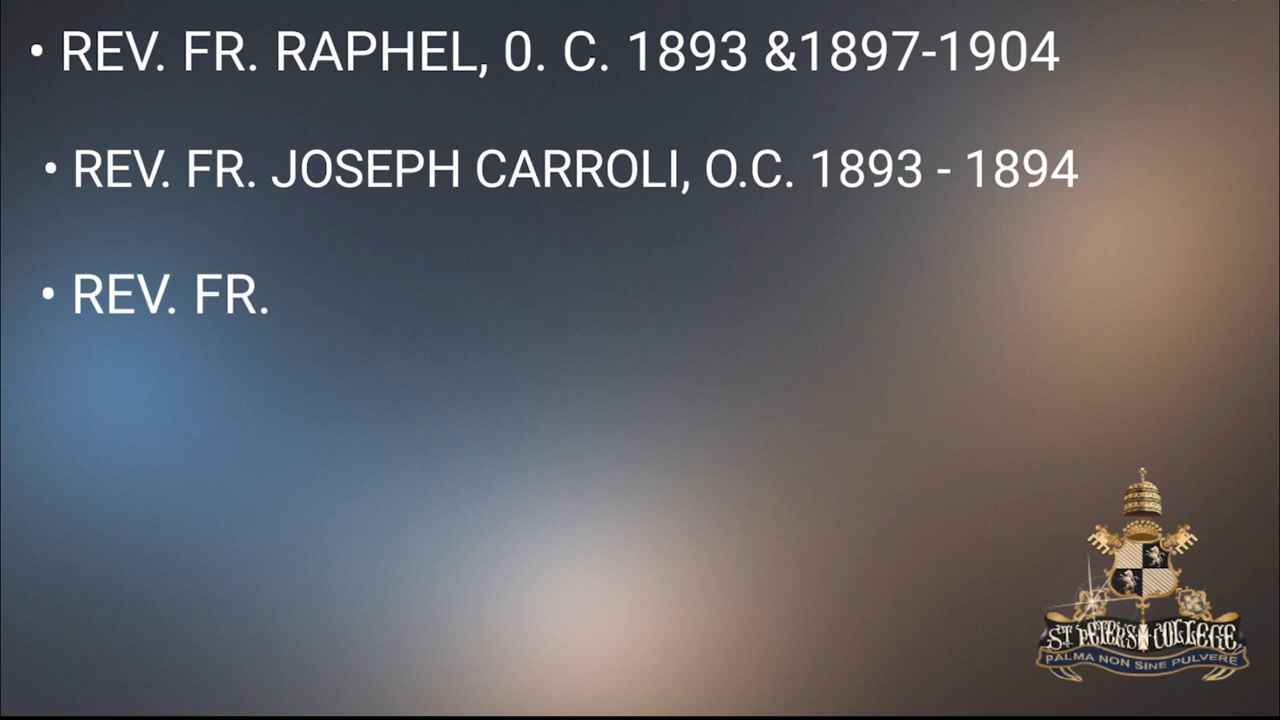 • REV. FR. RAPHEL, 0. C. 1893 &1897-1904
• REV. FR. JOSEPH CARROLI, O.C. 1893 - 1894
• REV. FR.
ST PETER'S COLLEGE
PALMA NON SINE PULVERE